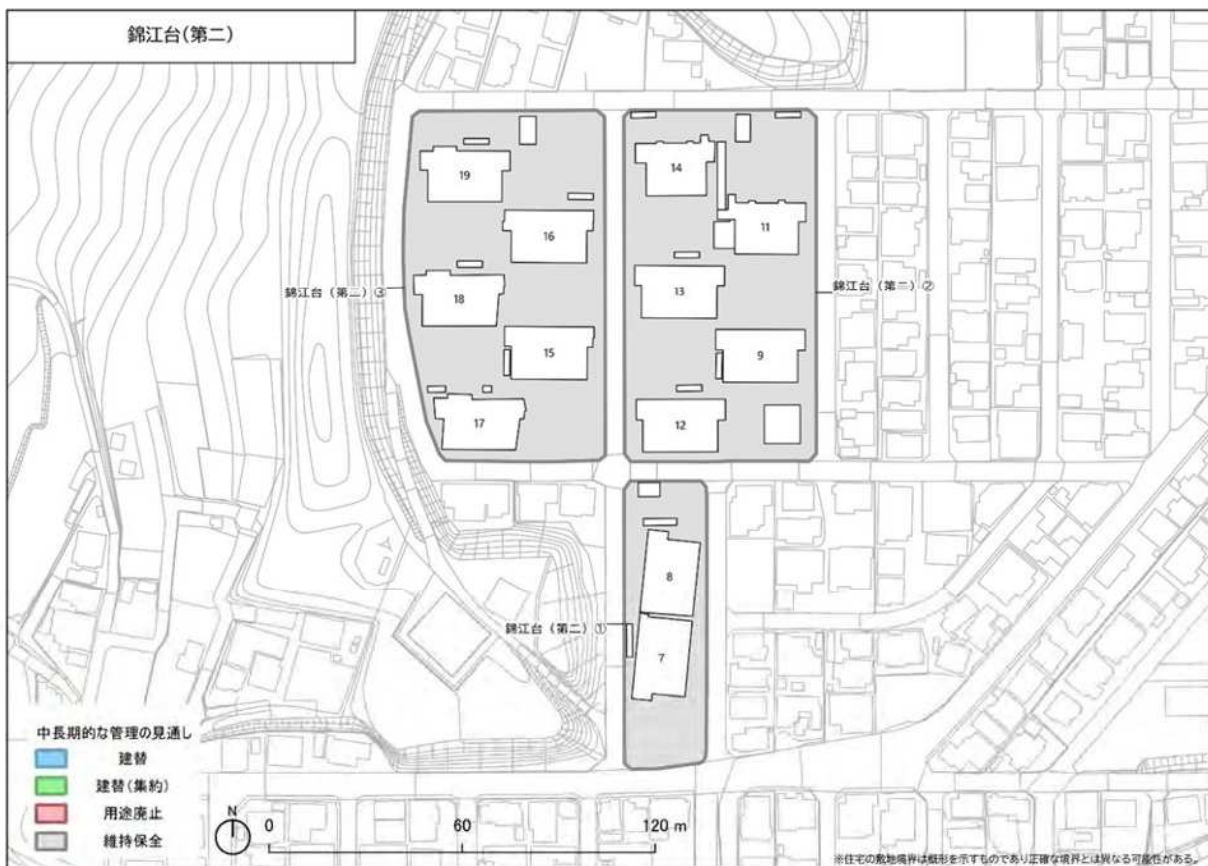 錦江台(第二)
19
14
16
11
錦江台(第二)③
18
13
錦江台(第二)②
15
9
17
12
8
錦江台(第二)①
7
中長期的な管理の見通し
建替
建替(集約)
用途廃止
維持保全
N
0 60 120 m
※住宅の敷地境界は概形を示すものであり正確な境界とは異なる可能性がある。